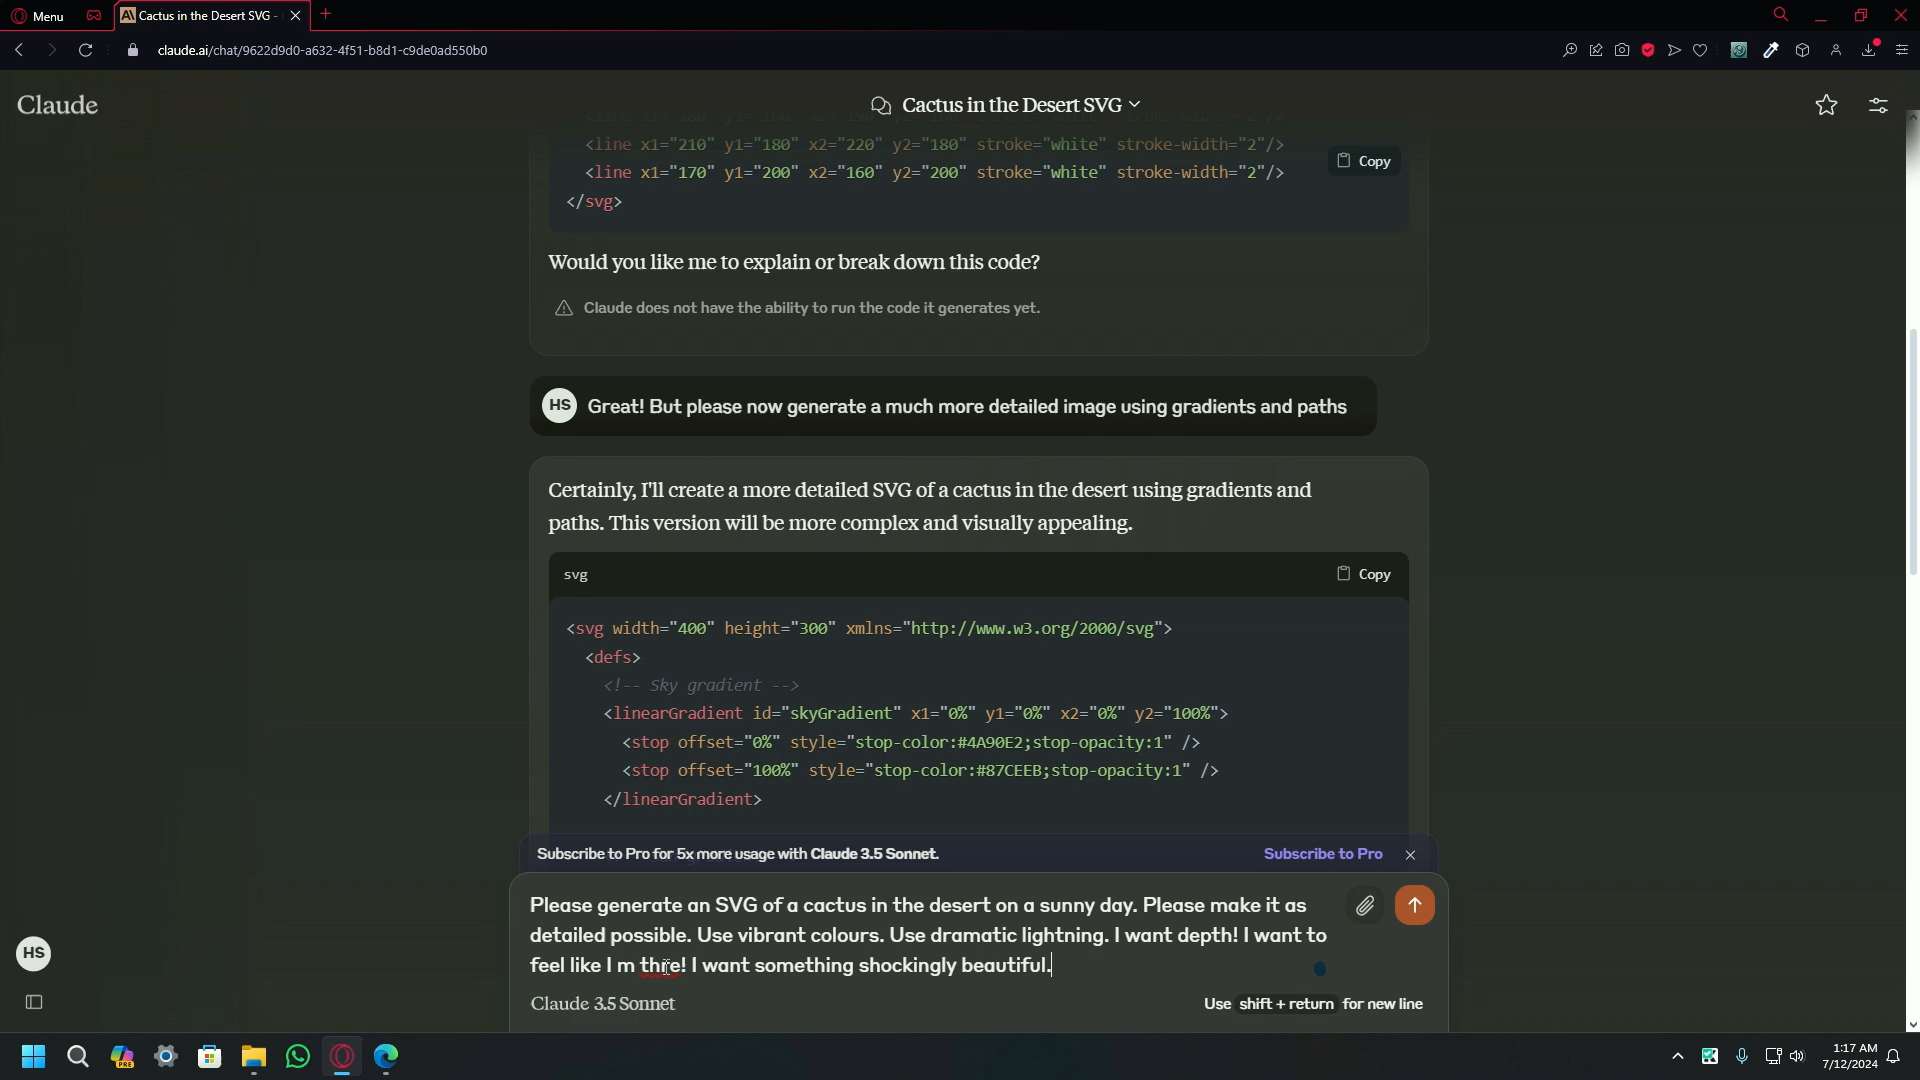 Menu
Cactus in the Desert SVG -
claude.ai/chat/9622d9d0-a632-4f51-b8d1-c9de0ad550b0
Claude
Cactus in the Desert SVG
<line x1="210" y1="180" x2="220" y2="180" stroke="white" stroke-width="2"/>
<line x1="170" y1="200" x2="160" y2="200" stroke="white" stroke-width="2"/>
Copy
</svg>
Would you like me to explain or break down this code?
Claude does not have the ability to run the code it generates yet.
HS Great! But please now generate a much more detailed image using gradients and paths
Certainly, I'll create a more detailed SVG of a cactus in the desert using gradients and
paths. This version will be more complex and visually appealing.
svg
Copy
<svg width="400" height="300" xmlns="http://www.w3.org/2000/svg">
<defs>
<!-- Sky gradient -->
<linearGradient id="skyGradient" x1="0%" y1="0%" x2="0%" y2="100%">
<stop offset="0%" style="stop-color:#4A90E2;stop-opacity:1" />
<stop offset="100%" style="stop-color:#87CEEB;stop-opacity:1" />
</linearGradient>
Subscribe to Pro for 5x more usage with Claude 3.5 Sonnet.
Subscribe to Pro
Please generate an SVG of a cactus in the desert on a sunny day. Please make it as
detailed possible. Use vibrant colours. Use dramatic lightning. I want depth! I want to
feel like I m thre! I want something shockingly beautiful.
Claude 3.5 Sonnet
Use shift + return for new line
HS
PRE
1:17 AM
7/12/2024